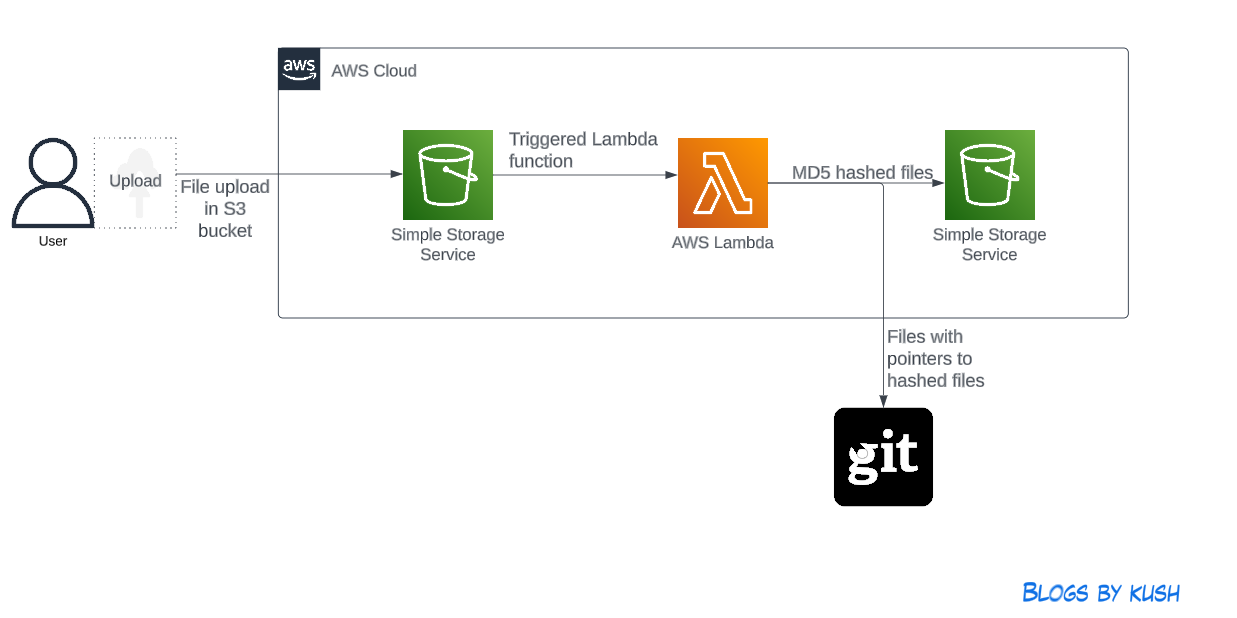 aws
AWS Cloud
Upload
User
File upload
in S3
bucket
Simple Storage
Service
Triggered Lambda
function
AWS Lambda
MD5 hashed files
Simple Storage
Service
Files with
pointers to
hashed files
git
BLOGS BY KUSH